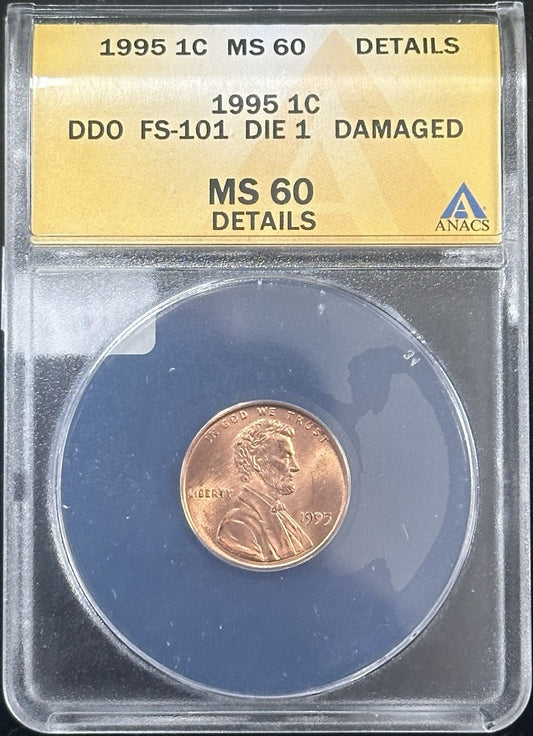 1995 1C MS 60 DETAILS
1995 1C
DDO FS-101 DIE 1 DAMAGED
MS 60
DETAILS
ANACS
IN GOD WE TRUST
LIBERTY
1995